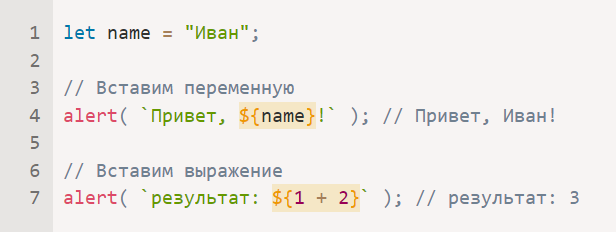 1 let name = "Иван";
2
3 // Вставим переменную
4 alert( `Привет, ${name}!` ); // Привет, Иван!
5
6 // Вставим выражение
7 alert( `результат: ${1 + 2}` ); // результат: 3